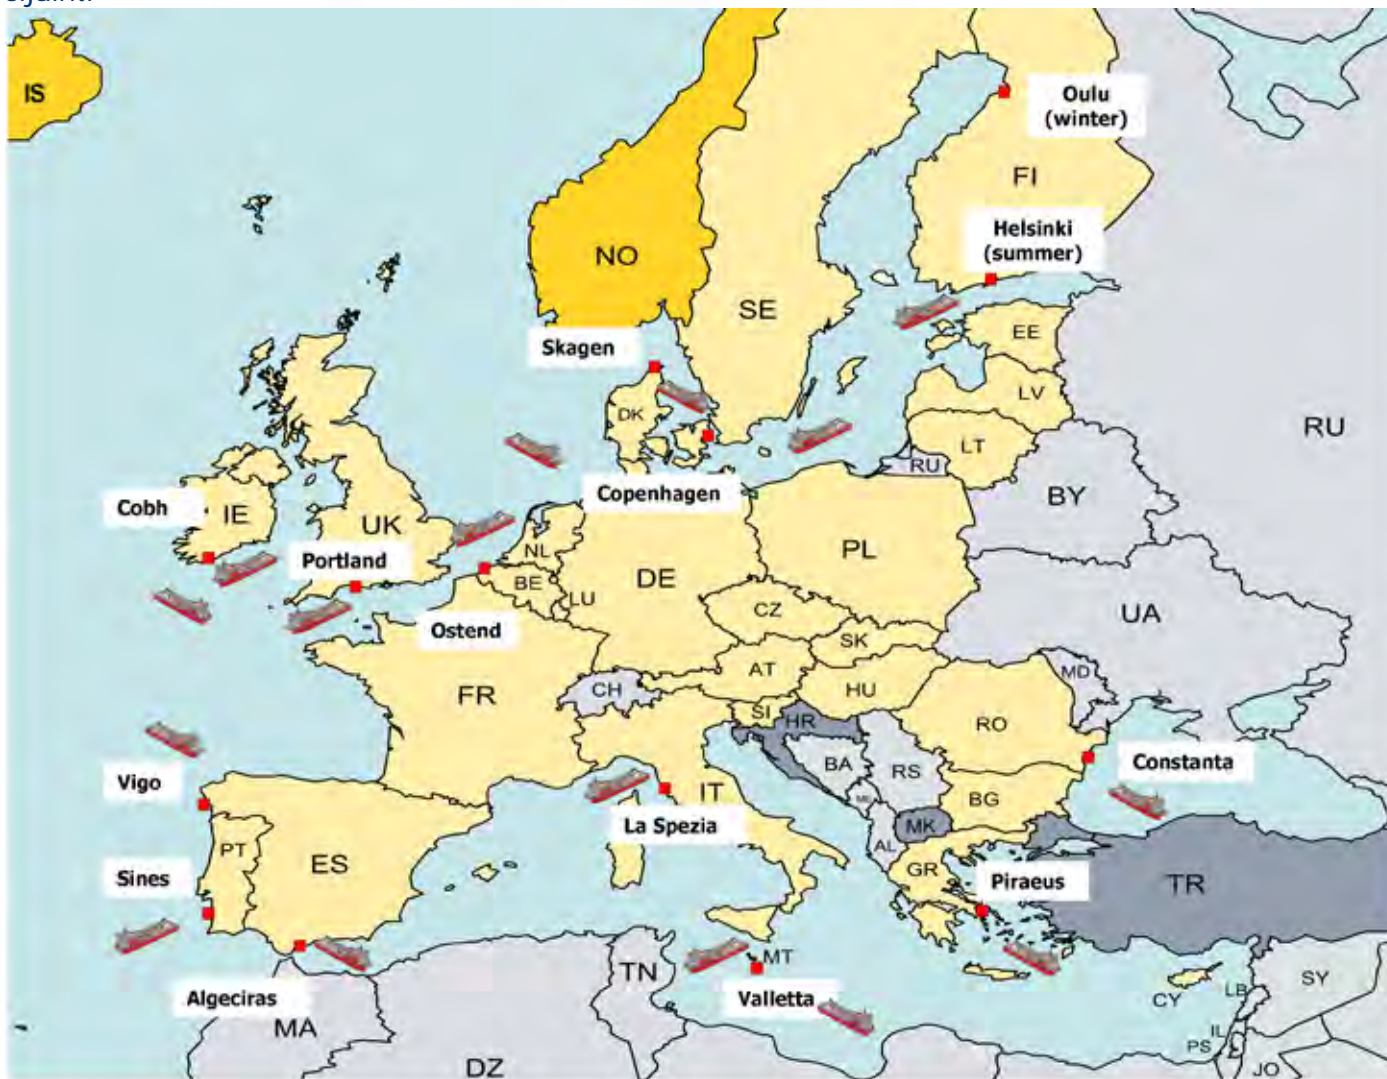 IS
Oulu
(winter)
FI
Helsinki
(summer)
NO
SE
EE
Skagen
LV
DK
RU
LT
RU
BY
Copenhagen
Cobh
IE
UK
NL
PL
Portland
BE
DE
LU
CZ
UA
Ostend
SK
AT
MD
CH
HU
FR
SI
HR
RO
BA
RS
Constanta
Vigo
IT
BG
La Spezia
MK
AL
PT
ES
GR
Sines
Piraeus
TR
MT
TN
SY
Algeciras
Valletta
CY
LB
MA
IL
PS
DZ
JO